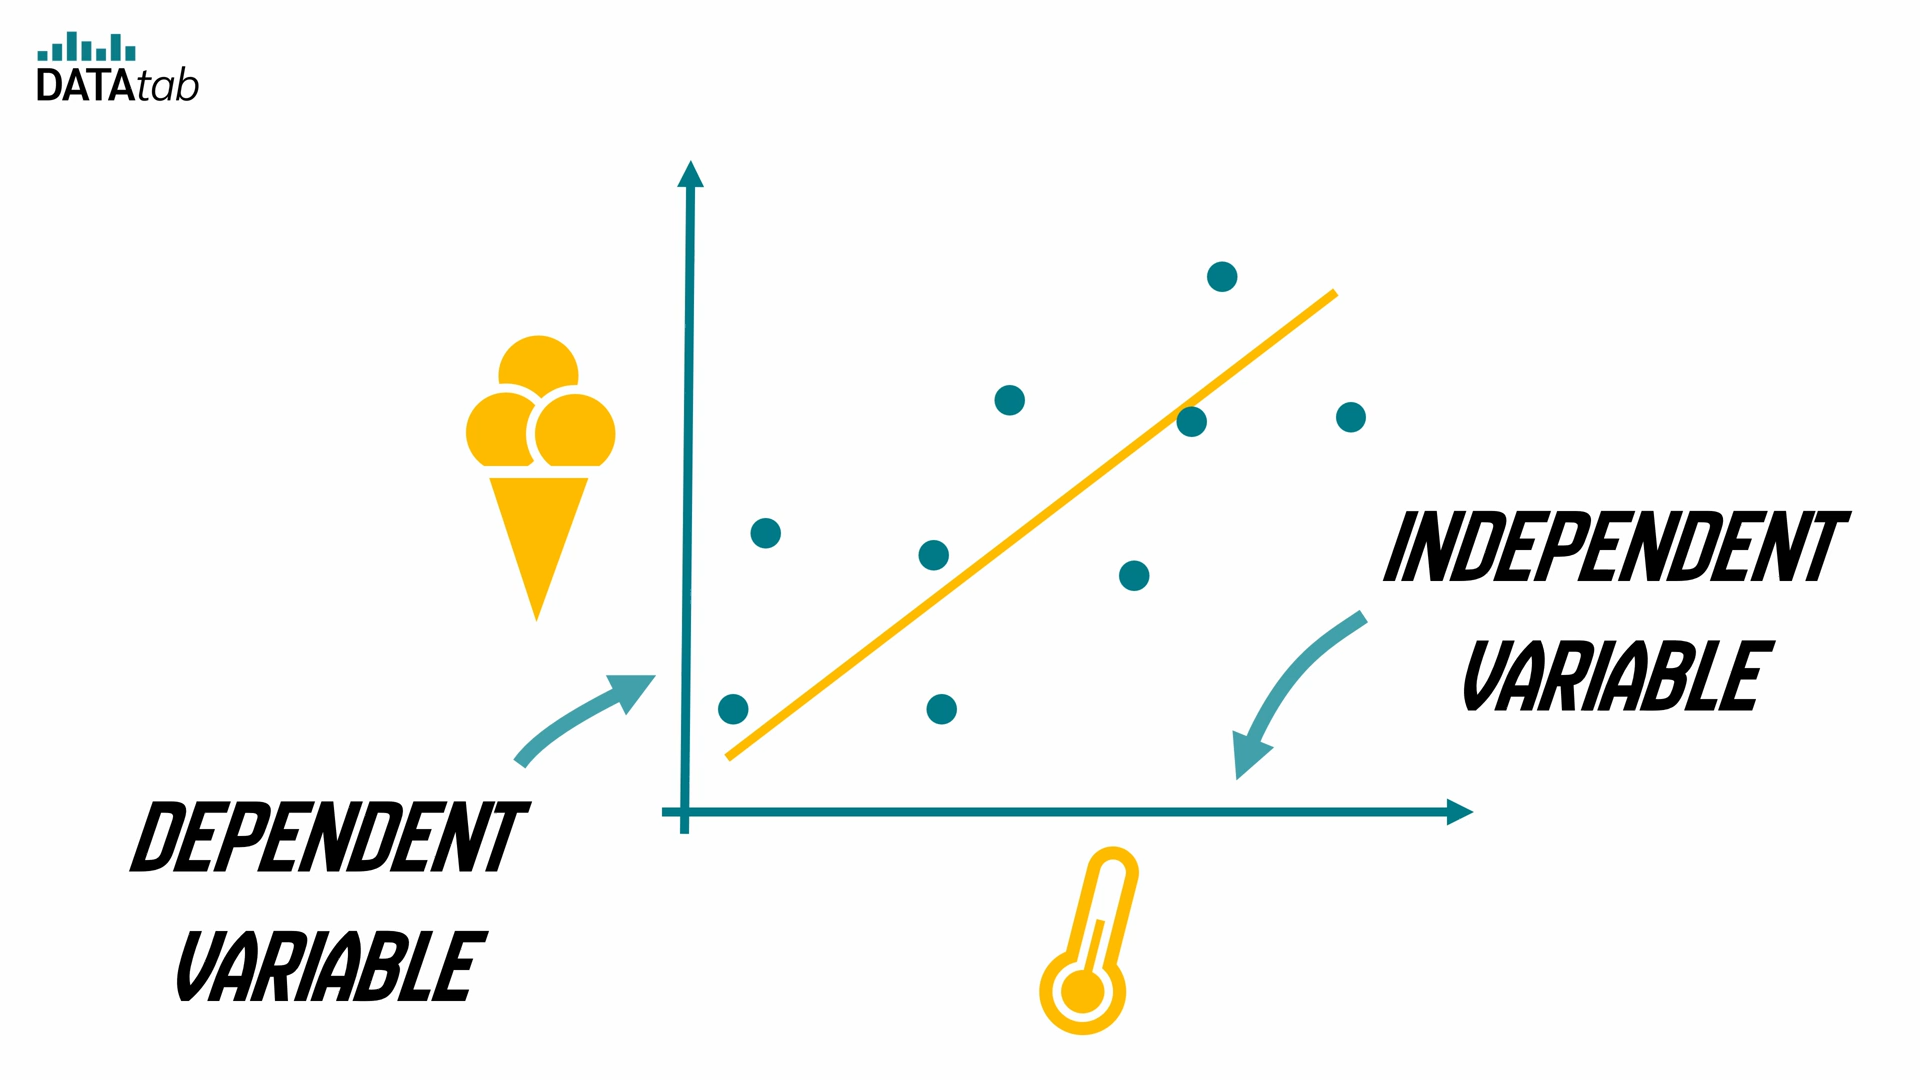 DATAtab
INDEPENDENT
VARIABLE
DEPENDENT
VARIABLE